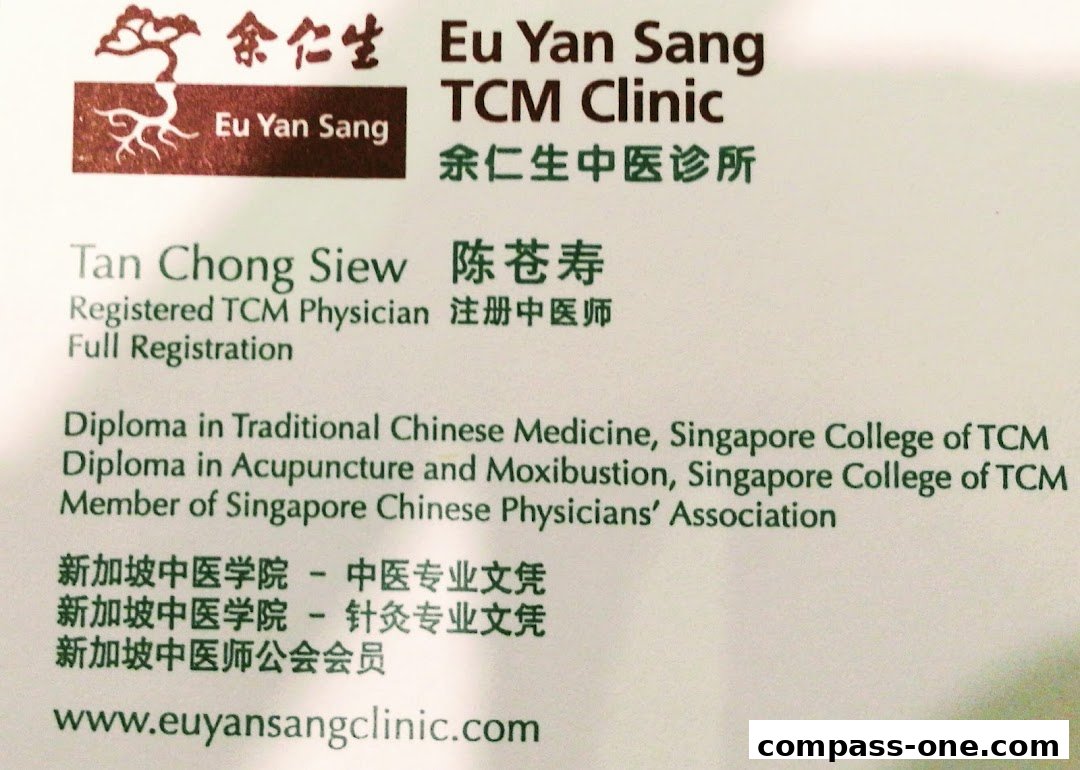 余仁生
Eu Yan Sang
Eu Yan Sang
TCM Clinic
余仁生中医诊所
Tan Chong Siew 陈苍寿
Registered TCM Physician 注册中医师
Full Registration
Diploma in Traditional Chinese Medicine, Singapore College of TCM
Diploma in Acupuncture and Moxibustion, Singapore College of TCM
Member of Singapore Chinese Physicians' Association
新加坡中医学院 - 中医专业文凭
新加坡中医学院 - 针灸专业文凭
新加坡中医师公会会员
www.euyansangclinic.com
compass-one.com